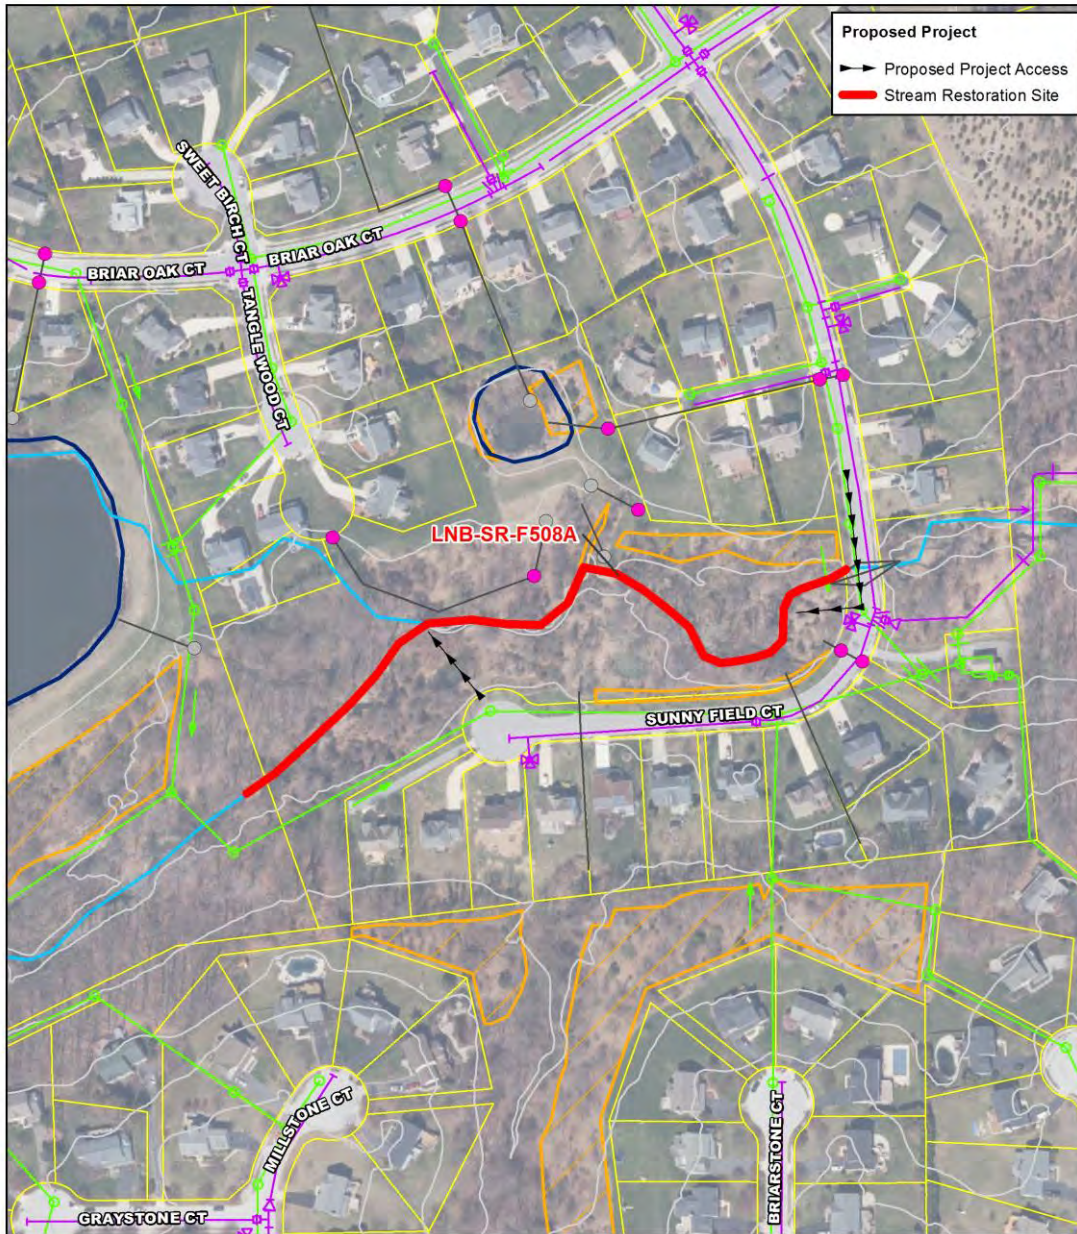 Proposed Project
Proposed Project Access
Stream Restoration Site
SWEET BIRCH CT
BRIAR OAK CT
BRIAR OAK CT
TANGLE WOOD CT
LNB-SR-F508A
SUNNY FIELD CT
MILLSTONE CT
GRAYSTONE CT
BRIARSTONE CT